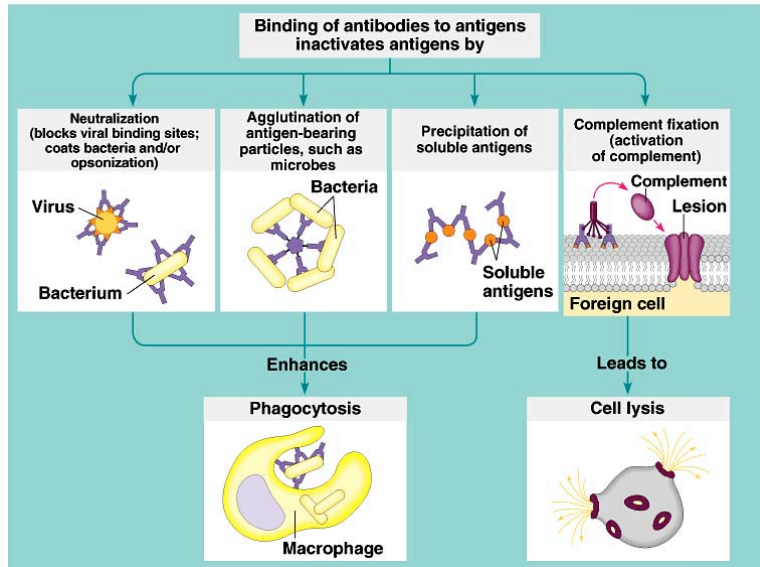 Binding of antibodies to antigens
inactivates antigens by
Neutralization
(blocks viral binding sites;
coats bacteria and/or
opsonization)
Agglutination of
antigen-bearing
particles, such as
microbes
Precipitation of
soluble antigens
Complement fixation
(activation
of complement)
Virus
Bacterium
Bacteria
Soluble
antigens
Complement
Lesion
Foreign cell
Enhances
Leads to
Phagocytosis
Macrophage
Cell lysis